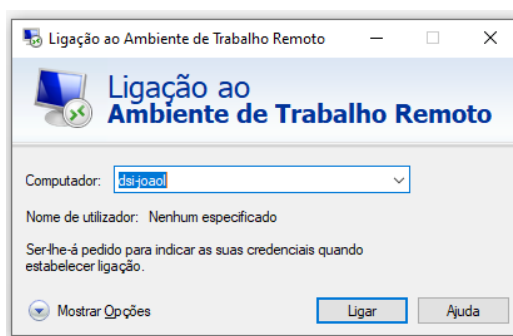 Ligação ao Ambiente de Trabalho Remoto
Ligação ao
Ambiente de Trabalho Remoto
Computador: dsi-joaol
Nome de utilizador: Nenhum especificado
Ser-lhe-á pedido para indicar as suas credenciais quando
estabelecer ligação.
Mostrar Opções Ligar Ajuda